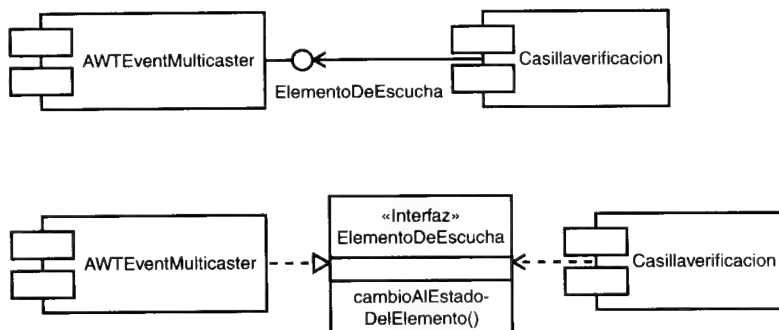 AWTEventMulticaster
Casillaverificacion
ElementoDeEscucha
«Interfaz»
ElementoDeEscucha
AWTEventMulticaster
Casillaverificacion
cambioAlEstado-
DelElemento()